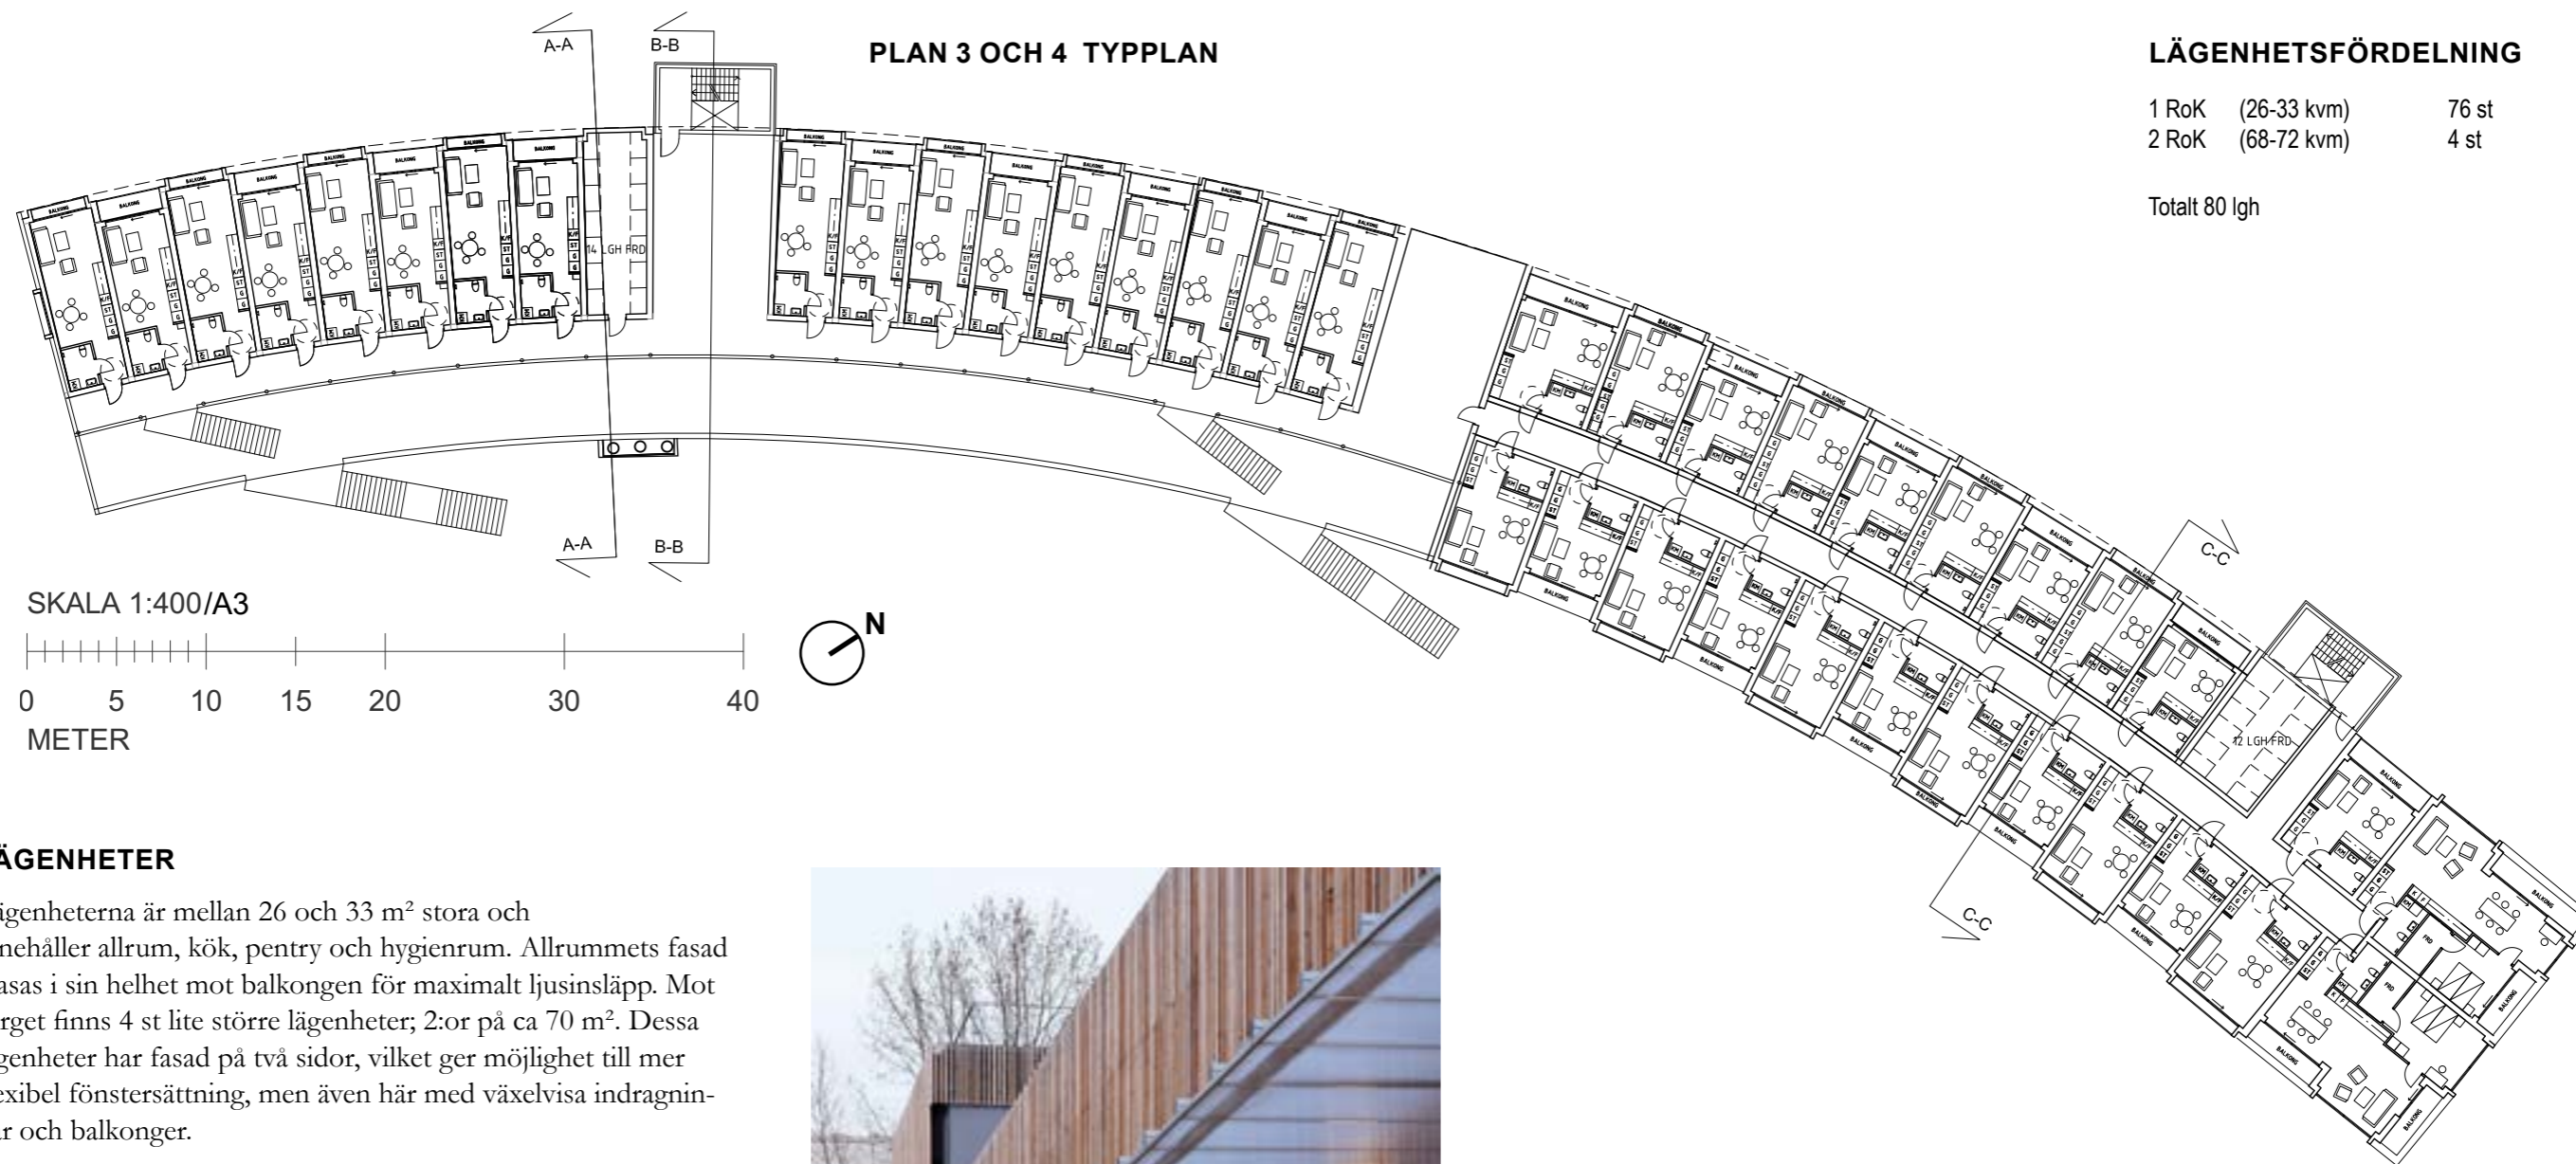 PLAN 3 OCH 4 TYPPLAN
LÄGENHETSFÖRDELNING
1 RoK (26-33 kvm) 76 st
2 RoK (68-72 kvm) 4 st
Totalt 80 lgh
A-A
B-B
14 LGH FRD
A-A
B-B
C-C
12 LGH FRD
C-C
BALKONG
K/F
ST
G
KM
FRD
SKALA 1:400/A3
N
0 5 10 15 20 30 40
METER
ÄGENHETER
ägenheterna är mellan 26 och 33 m² stora och
nehåller allrum, kök, pentry och hygienrum. Allrummets fasad
asas i sin helhet mot balkongen för maximalt ljusinsläpp. Mot
rget finns 4 st lite större lägenheter; 2:or på ca 70 m². Dessa
genheter har fasad på två sidor, vilket ger möjlighet till mer
exibel fönstersättning, men även här med växelvisa indragnin-
r och balkonger.